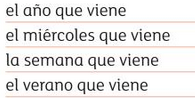 el año que viene
el miércoles que viene
la semana que viene
el verano que viene